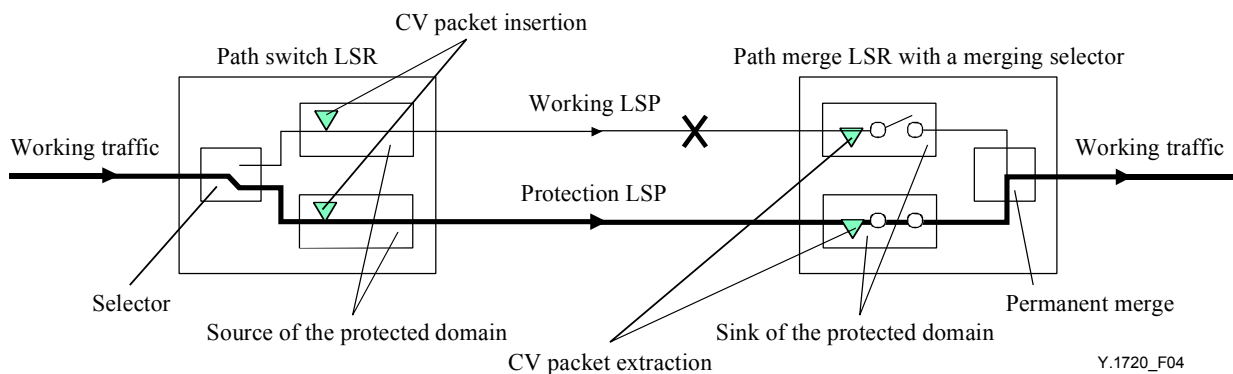 CV packet insertion
Path switch LSR
Path merge LSR with a merging selector
Working LSP
Working traffic
Working traffic
Protection LSP
Selector
Permanent merge
Source of the protected domain
Sink of the protected domain
CV packet extraction
Y.1720_F04